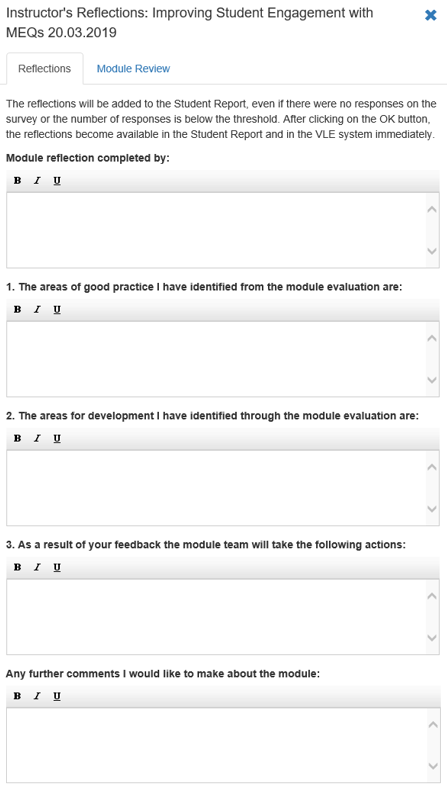 Instructor's Reflections: Improving Student Engagement with
MEQs 20.03.2019
Reflections Module Review
The reflections will be added to the Student Report, even if there were no responses on the
survey or the number of responses is below the threshold. After clicking on the OK button,
the reflections become available in the Student Report and in the VLE system immediately.
Module reflection completed by:
B I U
1. The areas of good practice I have identified from the module evaluation are:
B I U
2. The areas for development I have identified through the module evaluation are:
B I U
3. As a result of your feedback the module team will take the following actions:
B I U
Any further comments I would like to make about the module:
B I U